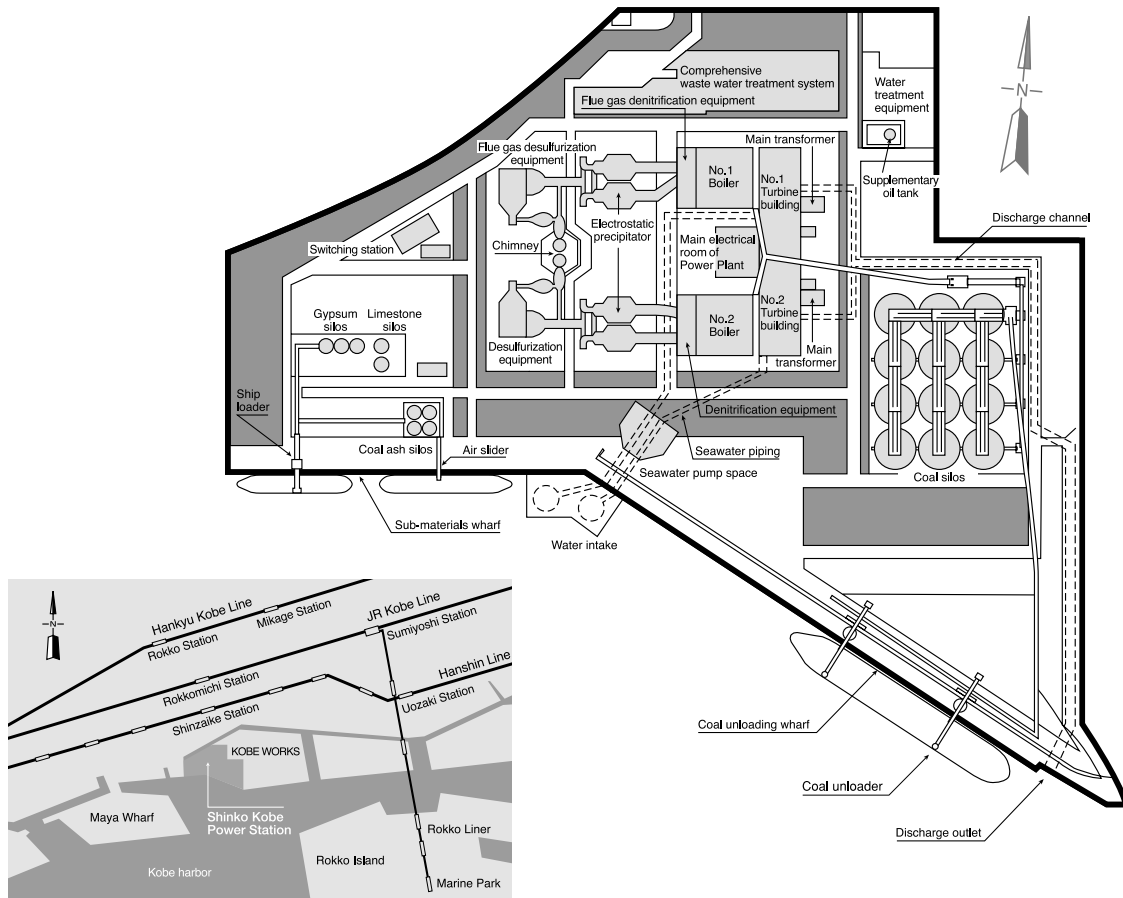 Comprehensive
waste water treatment system
Flue gas denitrification equipment
Water
treatment
equipment
N
Main transformer
Flue gas desulfurization
equipment
No.1
Boiler
No.1
Turbine
building
Supplementary
oil tank
Electrostatic
precipitator
Discharge channel
Switching station
Chimney
Main electrical
room of
Power Plant
Gypsum
silos
Limestone
silos
No.2
Boiler
No.2
Turbine
building
Desulfurization
equipment
Main
transformer
Ship
loader
Denitrification equipment
Coal ash silos
Air slider
Seawater piping
Seawater pump space
Coal silos
Sub-materials wharf
Water intake
Coal unloading wharf
Coal unloader
Discharge outlet
N
Hankyu Kobe Line
Mikage Station
Rokko Station
JR Kobe Line
Sumiyoshi Station
Rokkomichi Station
Hanshin Line
Shinzaike Station
Uozaki Station
KOBE WORKS
Maya Wharf
Shinko Kobe
Power Station
Rokko Liner
Rokko Island
Kobe harbor
Marine Park